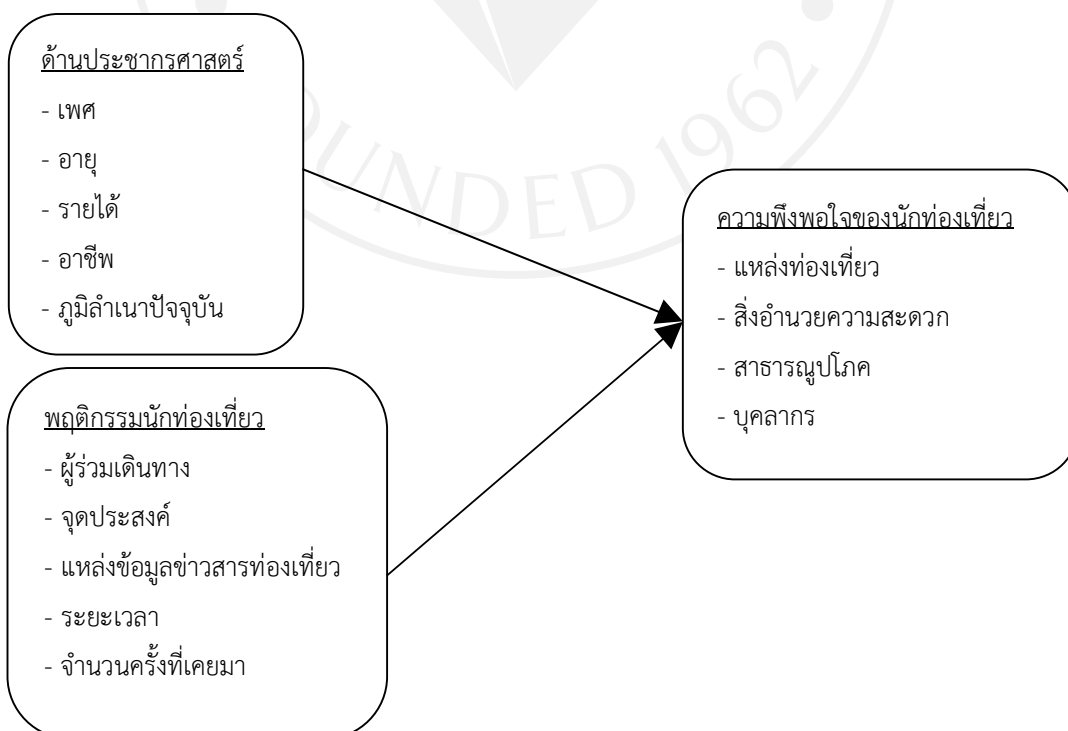 ด้านประชากรศาสตร์
- เพศ
- อายุ
- รายได้
- อาชีพ
- ภูมิลำเนาปัจจุบัน
พฤติกรรมนักท่องเที่ยว
- ผู้ร่วมเดินทาง
- จุดประสงค์
- แหล่งข้อมูลข่าวสารท่องเที่ยว
- ระยะเวลา
- จำนวนครั้งที่เคยมา
ความพึงพอใจของนักท่องเที่ยว
- แหล่งท่องเที่ยว
- สิ่งอำนวยความสะดวก
- สาธารณูปโภค
- บุคลากร
OUNDED 1962